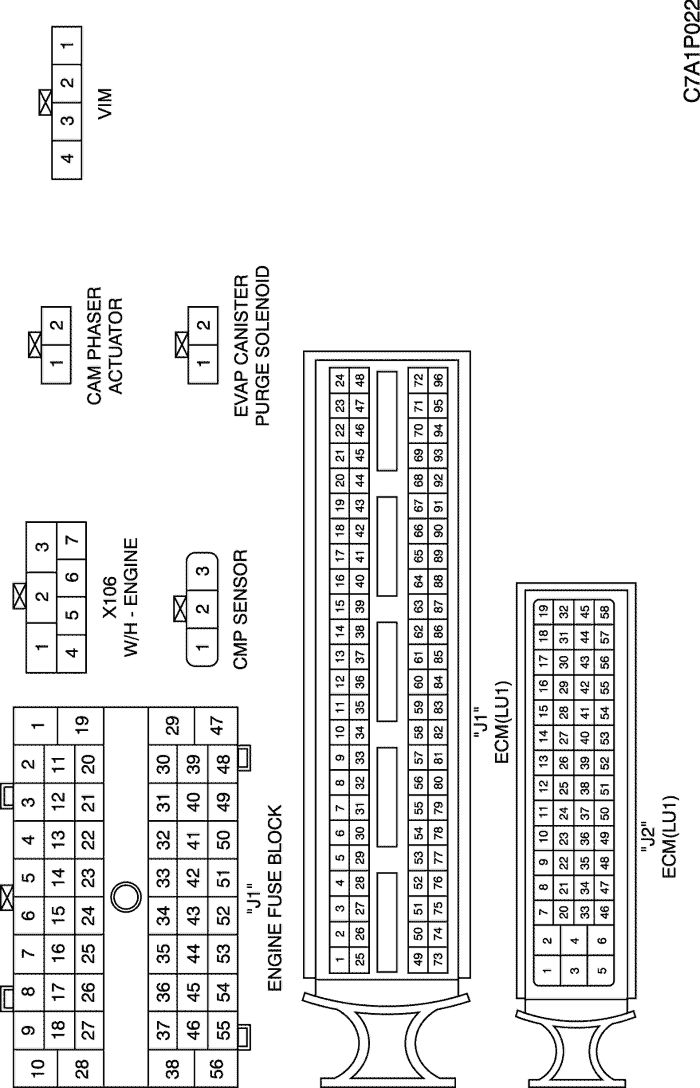 10 9 8 7 6 5 4 3 2 1
18 17 16 15 14 13 12 11
28 27 26 25 24 23 22 21 20 19
38 37 36 35 34 33 32 31 30 29
46 45 44 43 42 41 40 39
56 55 54 53 52 51 50 49 48 47
"J1"
ENGINE FUSE BLOCK
1 2 3
4 5 6 7
X106
W/H - ENGINE
1 2
CAM PHASER
ACTUATOR
4 3 2 1
VIM
1 2 3
CMP SENSOR
1 2
EVAP CANISTER
PURGE SOLENOID
1 2 3 4 5 6 7 8 9 10 11 12 13 14 15 16 17 18 19 20 21 22 23 24
25 26 27 28 29 30 31 32 33 34 35 36 37 38 39 40 41 42 43 44 45 46 47 48
49 50 51 52 53 54 55 56 57 58 59 60 61 62 63 64 65 66 67 68 69 70 71 72
73 74 75 76 77 78 79 80 81 82 83 84 85 86 87 88 89 90 91 92 93 94 95 96
"J1"
ECM(LU1)
1 2
3 4
5 6
7 8 9 10 11 12 13 14 15 16 17 18 19
20 21 22 23 24 25 26 27 28 29 30 31 32
33 34 35 36 37 38 39 40 41 42 43 44 45
46 47 48 49 50 51 52 53 54 55 56 57 58
"J2"
ECM(LU1)
C7A1P022